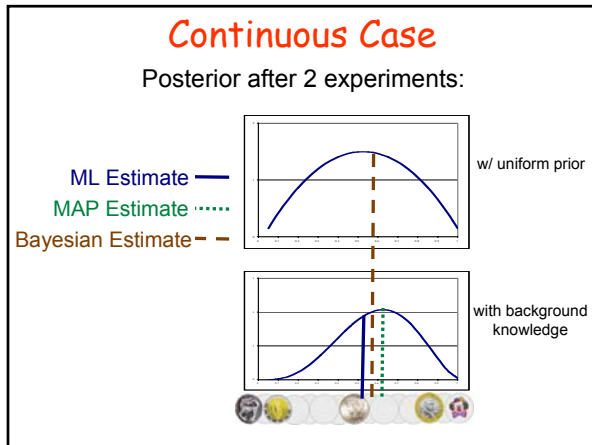 Continuous Case
Posterior after 2 experiments:
w/ uniform prior
ML Estimate
MAP Estimate
Bayesian Estimate
with background
knowledge